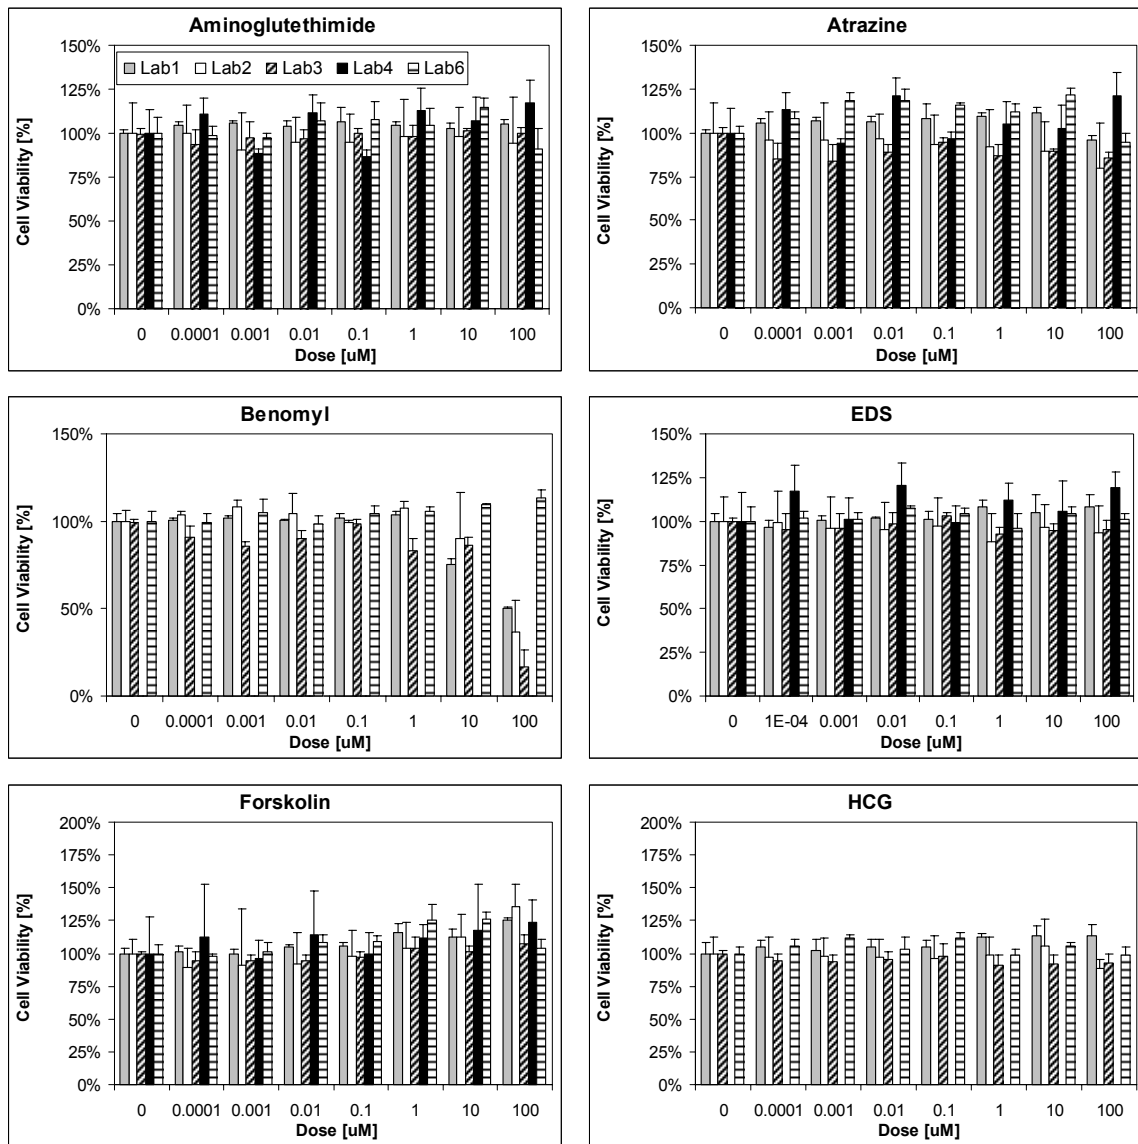 Aminoglutethimide
150%
125%
100%
75%
50%
25%
0%
Cell Viability [%]
Lab1 Lab2 Lab3 Lab4 Lab6
0 0.0001 0.001 0.01 0.1 1 10 100
Dose [uM]
Atrazine
150%
125%
100%
75%
50%
25%
0%
Cell Viability [%]
0 0.0001 0.001 0.01 0.1 1 10 100
Dose [uM]
Benomyl
150%
100%
50%
0%
Cell Viability [%]
0 0.0001 0.001 0.01 0.1 1 10 100
Dose [uM]
EDS
150%
125%
100%
75%
50%
25%
0%
Cell Viability [%]
0 1E-04 0.001 0.01 0.1 1 10 100
Dose [uM]
Forskolin
200%
175%
150%
125%
100%
75%
50%
25%
0%
Cell Viability [%]
0 0.0001 0.001 0.01 0.1 1 10 100
Dose [uM]
HCG
200%
175%
150%
125%
100%
75%
50%
25%
0%
Cell Viability [%]
0 0.0001 0.001 0.01 0.1 1 10 100
Dose [uM]